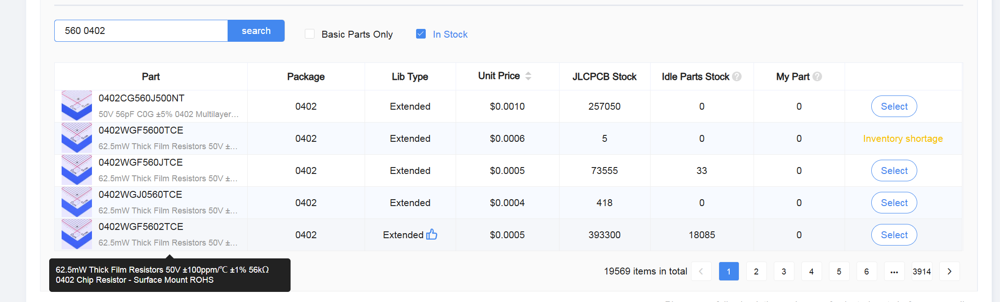 560 0402 search Basic Parts Only In Stock
Part Package Lib Type Unit Price JLCPCB Stock Idle Parts Stock ? My Part ?
0402CG560J500NT
50V 56pF C0G ±5% 0402 Multilayer... 0402 Extended $0.0010 257050 0 0 Select
0402WGF5600TCE
62.5mW Thick Film Resistors 50V ±... 0402 Extended $0.0006 5 0 0 Inventory shortage
0402WGF560JTCE
62.5mW Thick Film Resistors 50V ±... 0402 Extended $0.0005 73555 33 0 Select
0402WGJ0560TCE
62.5mW Thick Film Resistors 50V ±... 0402 Extended $0.0004 418 0 0 Select
0402WGF5602TCE
62.5mW Thick Film Resistors 50V ±... 0402 Extended $0.0005 393300 18085 0 Select
62.5mW Thick Film Resistors 50V ±100ppm/℃ ±1% 56kΩ
0402 Chip Resistor - Surface Mount ROHS
19569 items in total < 1 2 3 4 5 6 ... 3914 >